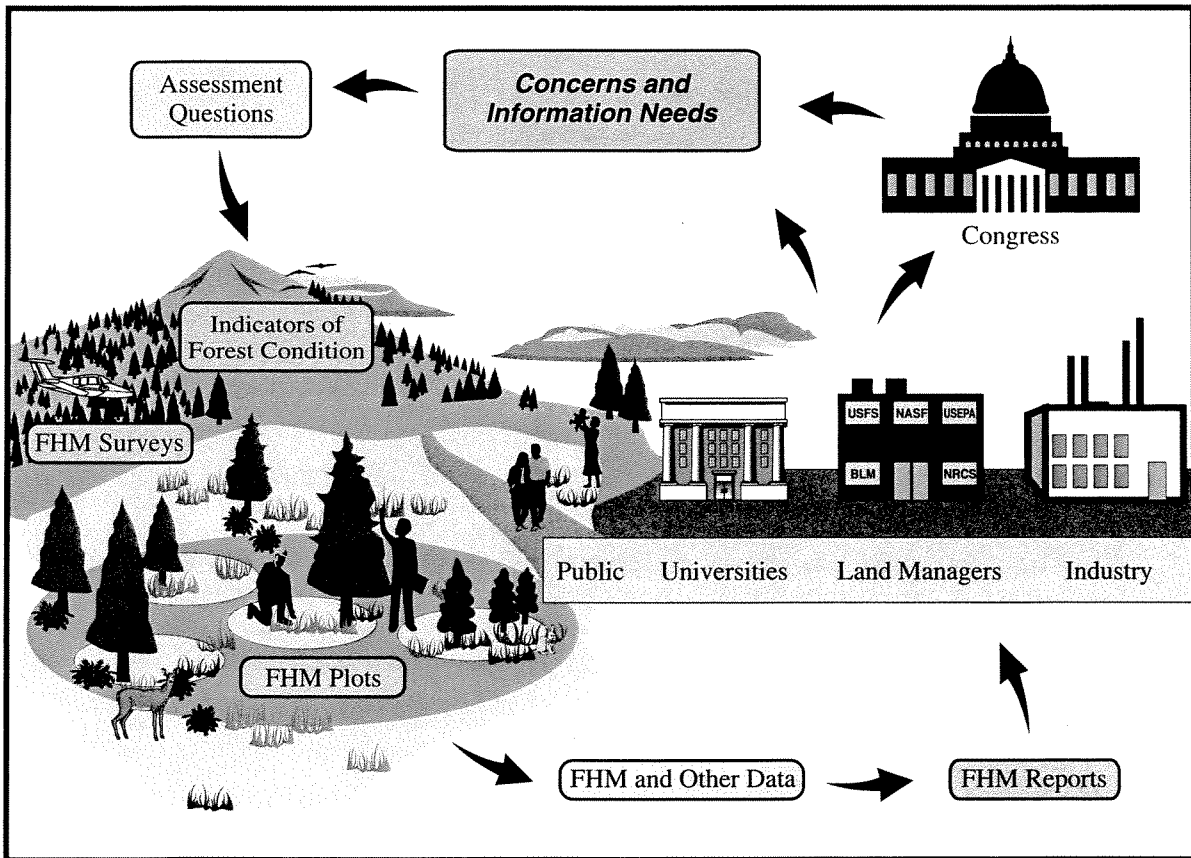 Assessment
Questions
Concerns and
Information Needs
Congress
Indicators of
Forest Condition
FHM Surveys
USFS NASF USEPA
BLM NRCS
Public Universities Land Managers Industry
FHM Plots
FHM and Other Data
FHM Reports